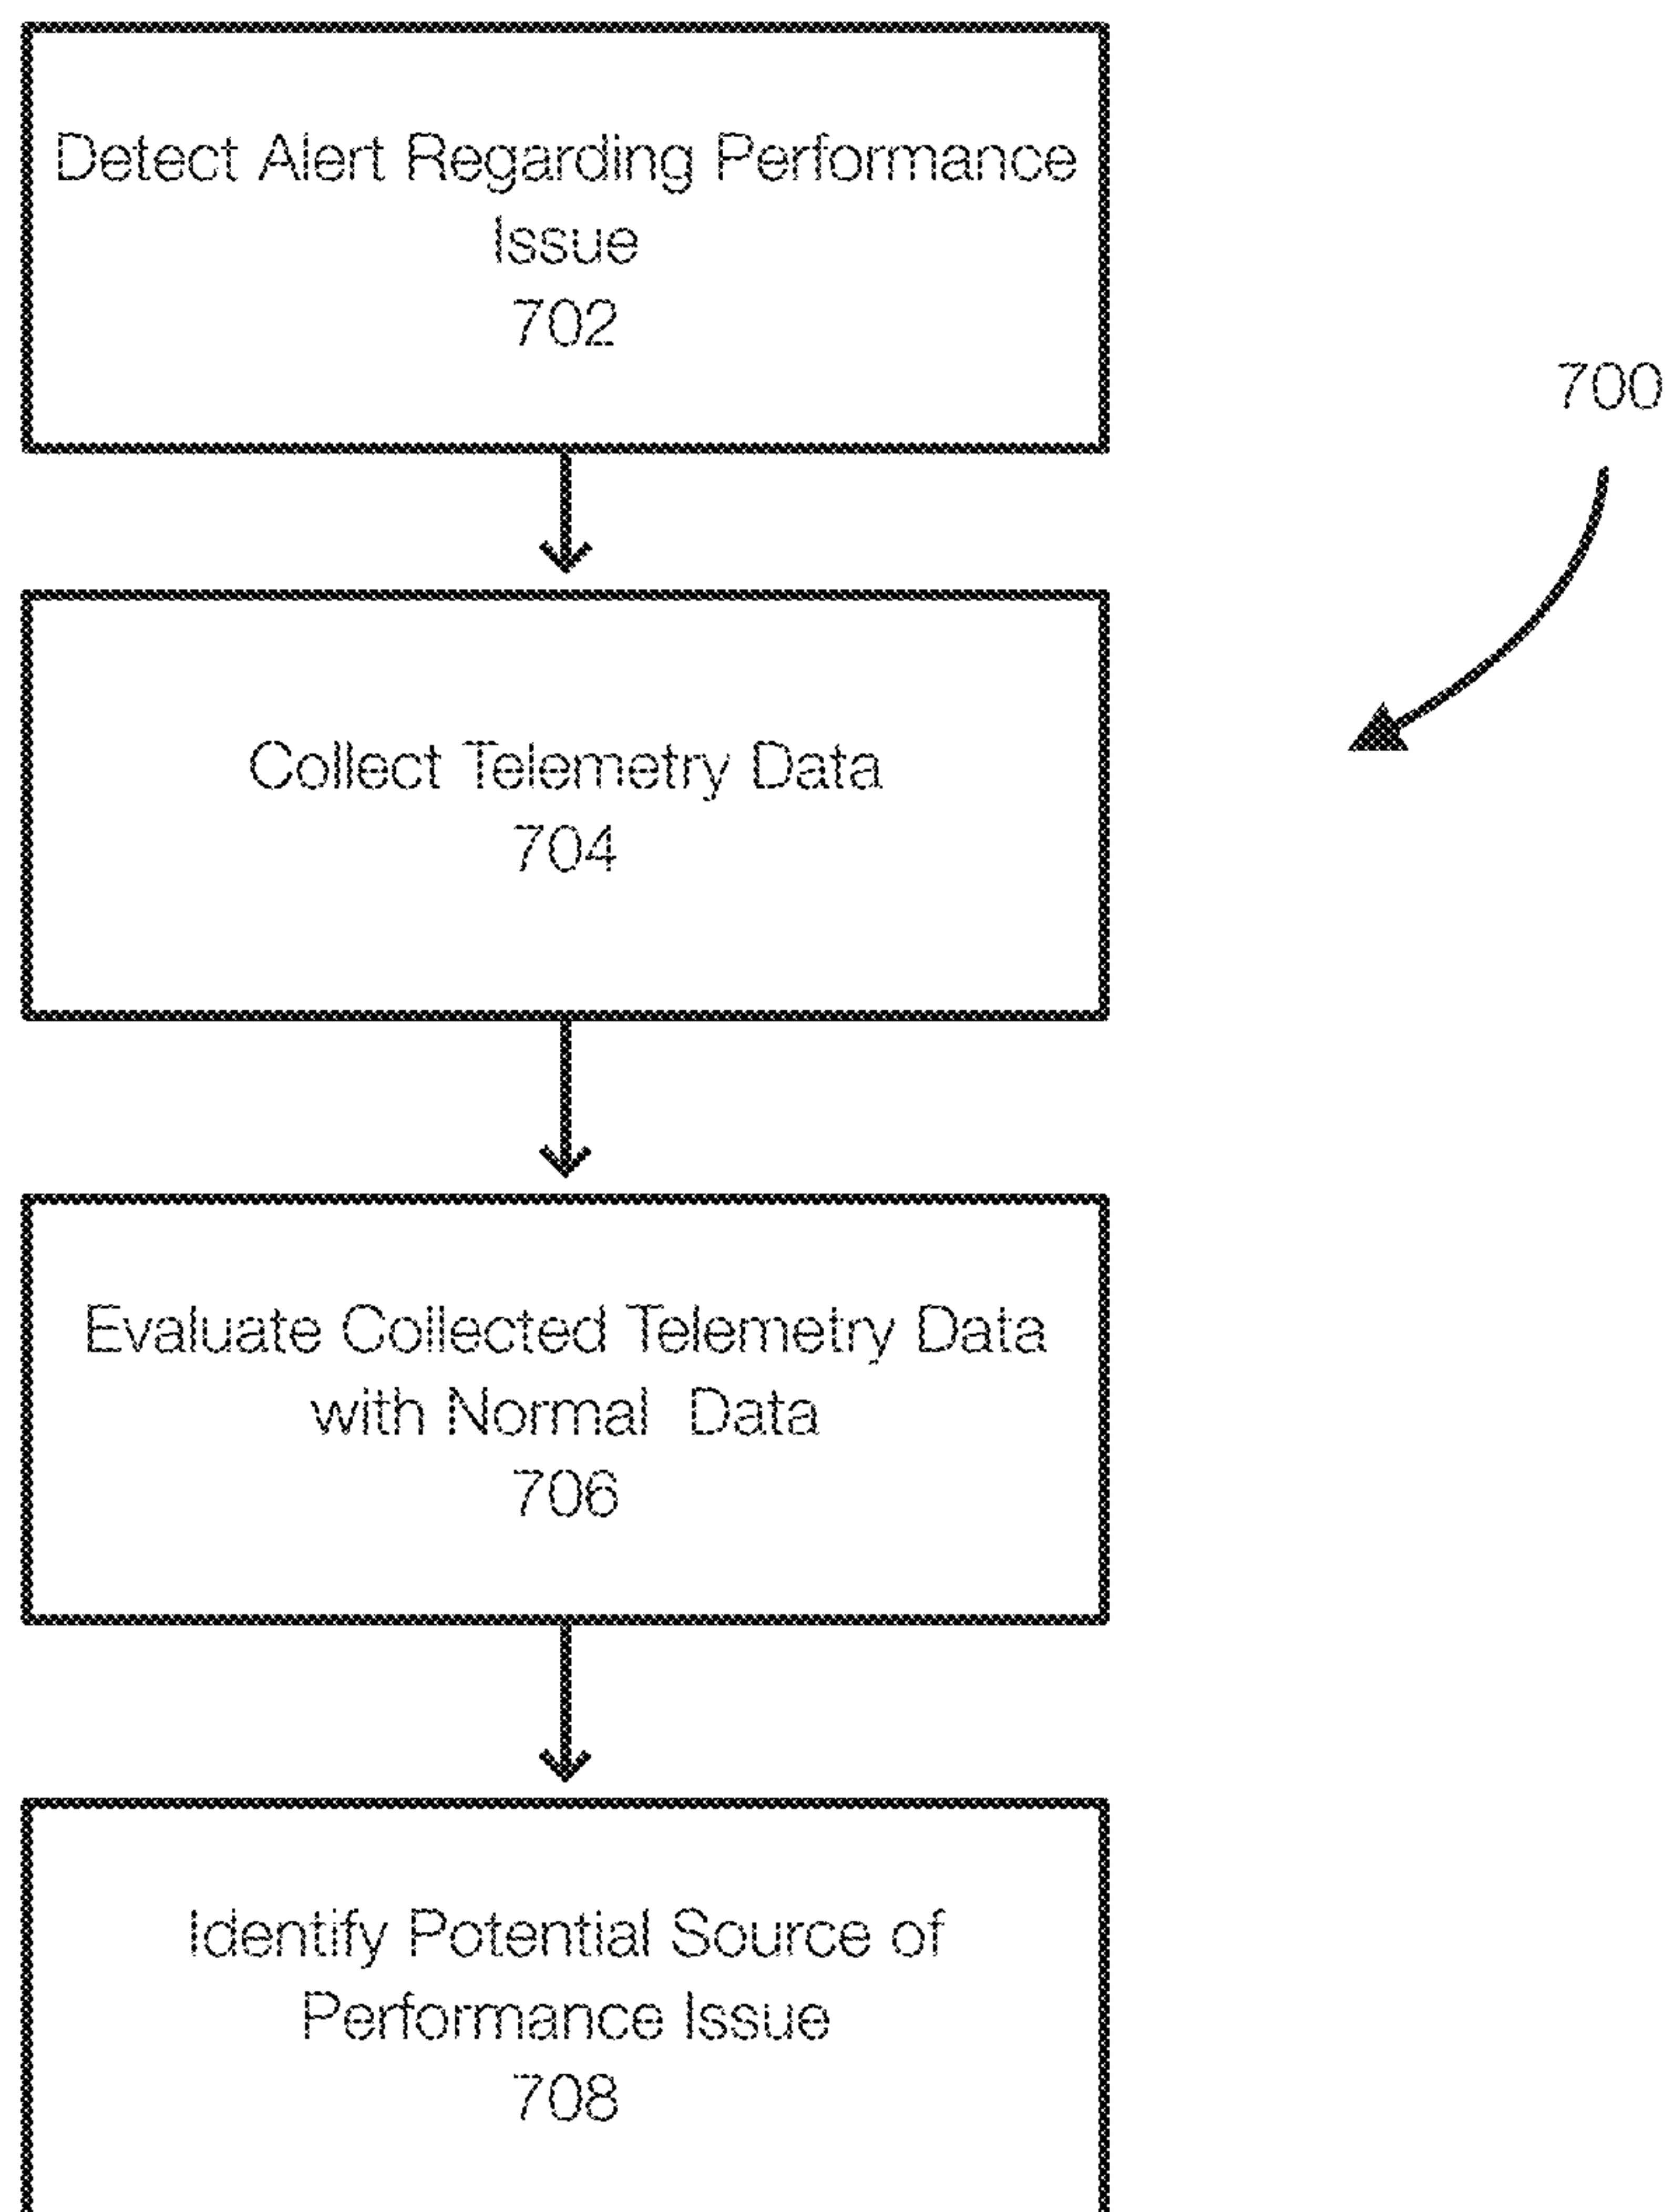 Detect Alert Regarding Performance
Issue
702
700
Collect Telemetry Data
704
Evaluate Collected Telemetry Data
with Normal Data
706
Identify Potential Source of
Performance Issue
708